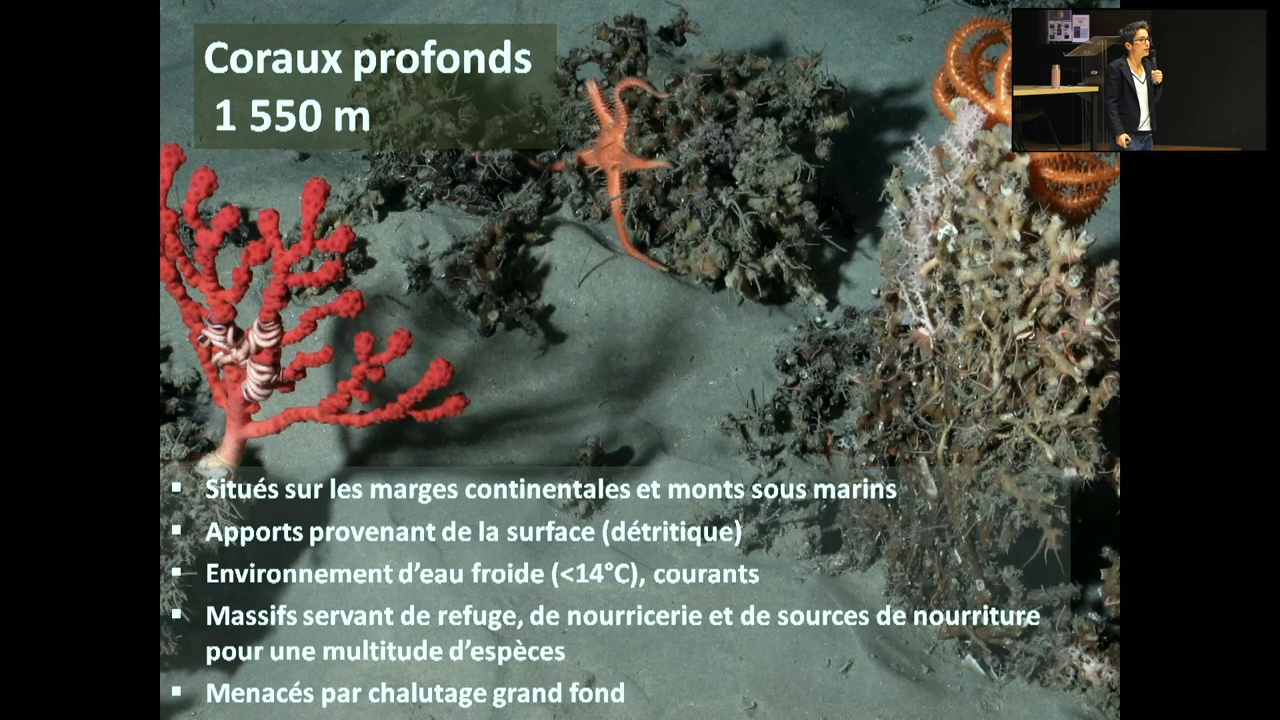 Coraux profonds
1 550 m
▪ Situés sur les marges continentales et monts sous marins
▪ Apports provenant de la surface (détritique)
▪ Environnement d’eau froide (<14°C), courants
▪ Massifs servant de refuge, de nourricerie et de sources de nourriture
pour une multitude d’espèces
▪ Menacés par chalutage grand fond